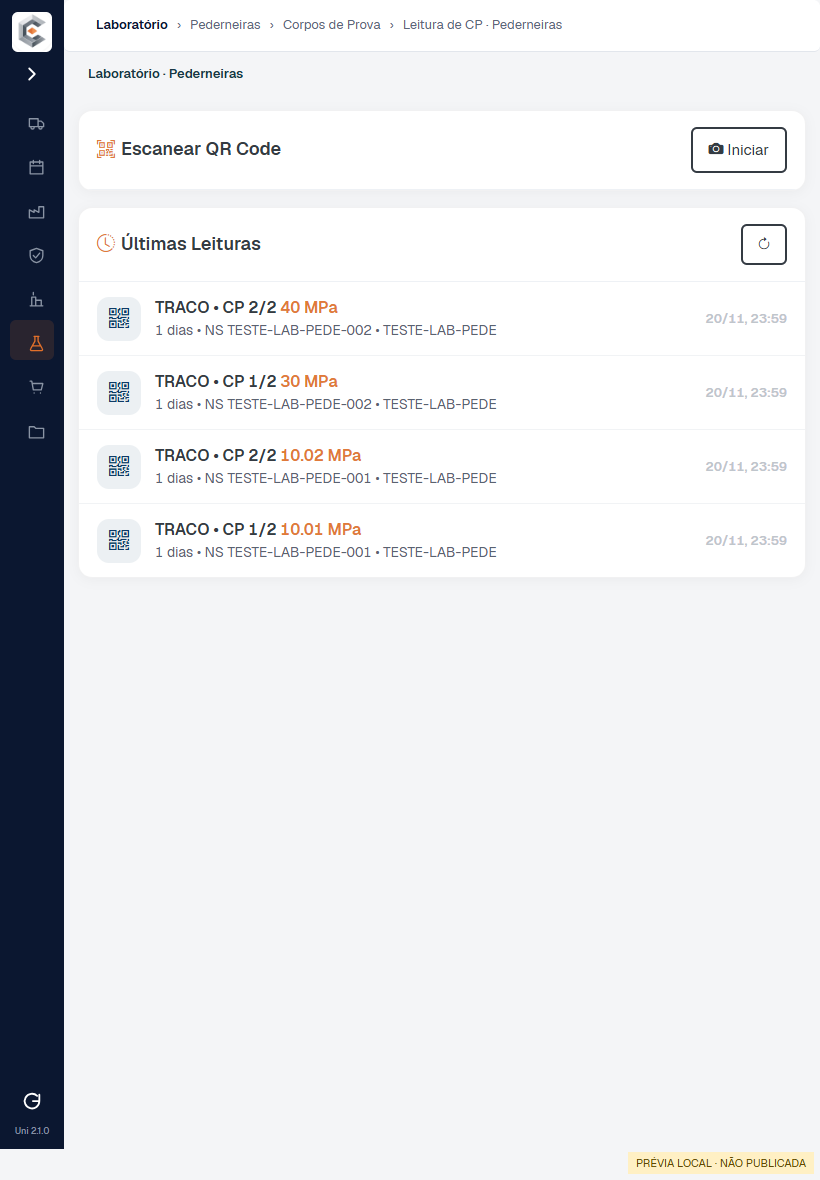 Laboratório › Pederneiras › Corpos de Prova › Leitura de CP · Pederneiras
Laboratório · Pederneiras
Escanear QR Code
Iniciar
Últimas Leituras
TRACO • CP 2/2 40 MPa
1 dias • NS TESTE-LAB-PEDE-002 • TESTE-LAB-PEDE
20/11, 23:59
TRACO • CP 1/2 30 MPa
1 dias • NS TESTE-LAB-PEDE-002 • TESTE-LAB-PEDE
20/11, 23:59
TRACO • CP 2/2 10.02 MPa
1 dias • NS TESTE-LAB-PEDE-001 • TESTE-LAB-PEDE
20/11, 23:59
TRACO • CP 1/2 10.01 MPa
1 dias • NS TESTE-LAB-PEDE-001 • TESTE-LAB-PEDE
20/11, 23:59
Uni 2.1.0
PRÉVIA LOCAL · NÃO PUBLICADA